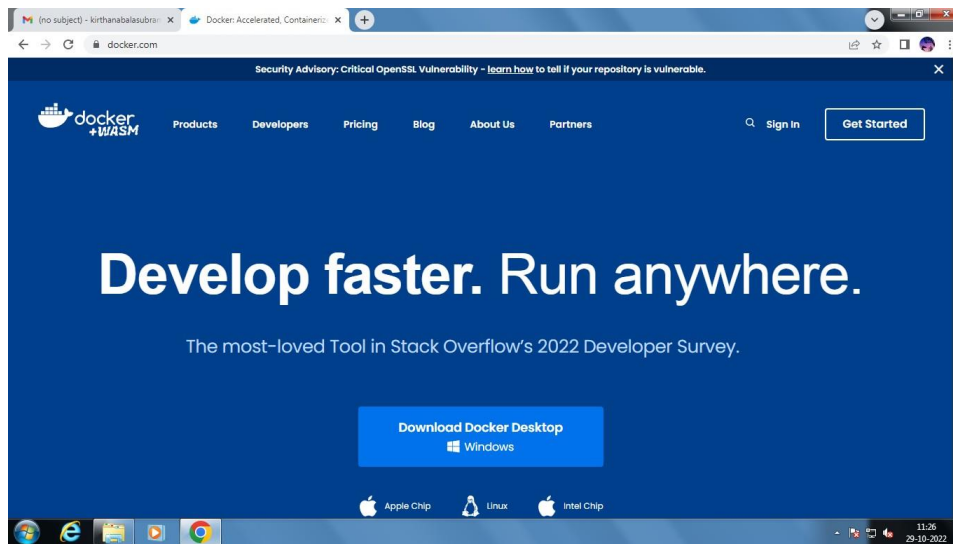 (no subject) - kirthanabalasubra
Docker: Accelerated, Containeriz
docker.com
Security Advisory: Critical OpenSSL Vulnerability – learn how to tell if your repository is vulnerable.
docker
+WASM
Products
Developers
Pricing
Blog
About Us
Partners
Sign In
Get Started
Develop faster. Run anywhere.
The most-loved Tool in Stack Overflow's 2022 Developer Survey.
Download Docker Desktop
Windows
Apple Chip
Linux
Intel Chip
11:26
29-10-2022